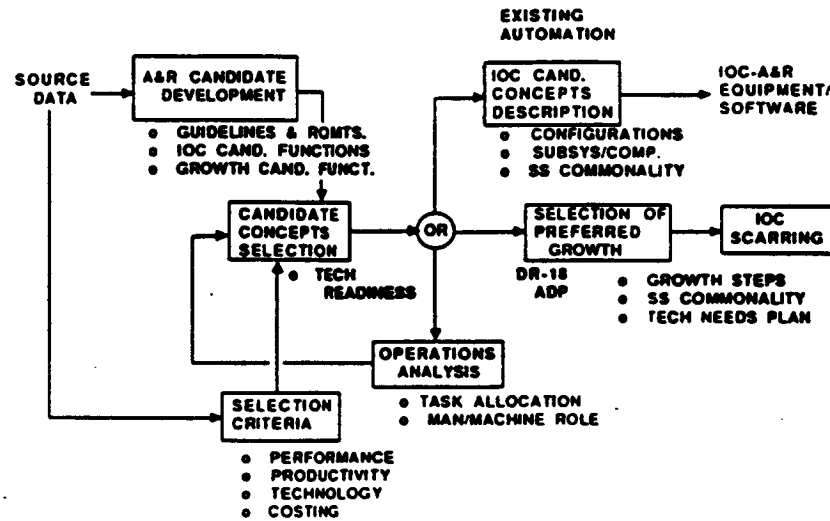 EXISTING
AUTOMATION
SOURCE
DATA
A&R CANDIDATE
DEVELOPMENT
● GUIDELINES & RQMTS.
● IOC CAND. FUNCTIONS
● GROWTH CAND. FUNCT.
IOC CAND.
CONCEPTS
DESCRIPTION
● CONFIGURATIONS
● SUBSYS/COMP.
● SS COMMONALITY
IOC-A&R
EQUIPMENT/
SOFTWARE
CANDIDATE
CONCEPTS
SELECTION
● TECH
READINESS
OR
SELECTION OF
PREFERRED
GROWTH
DR-18
ADP
● GROWTH STEPS
● SS COMMONALITY
● TECH NEEDS PLAN
IOC
SCARRING
OPERATIONS
ANALYSIS
● TASK ALLOCATION
● MAN/MACHINE ROLE
SELECTION
CRITERIA
● PERFORMANCE
● PRODUCTIVITY
● TECHNOLOGY
● COSTING